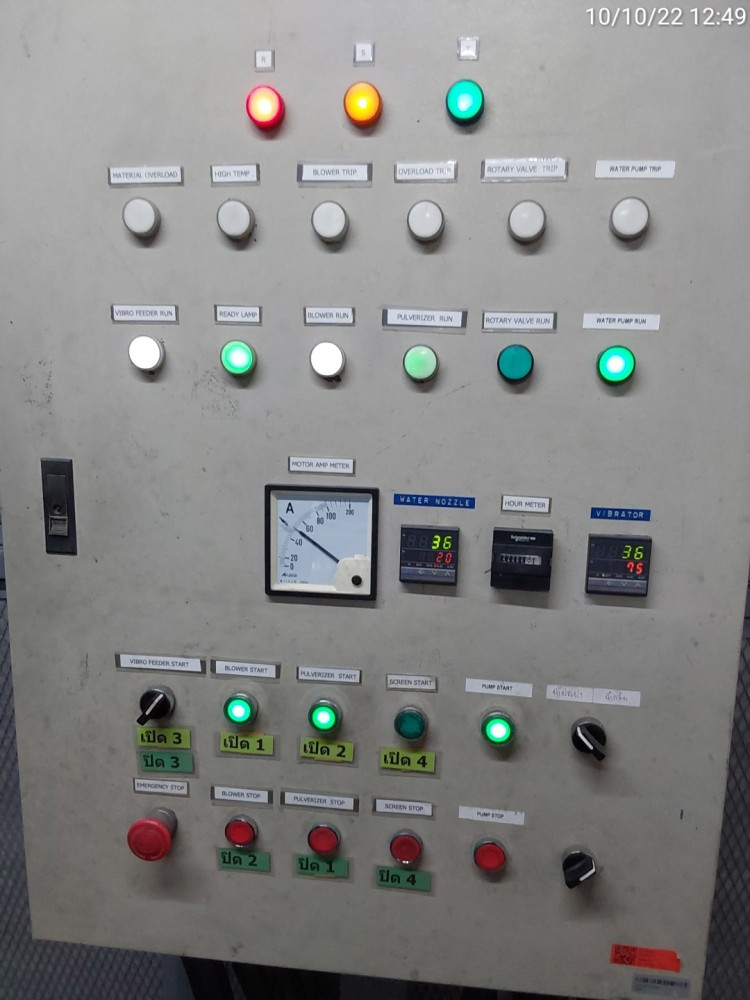 10/10/22 12:49
R
S
T
MATERIAL OVERLOAD
HIGH TEMP.
BLOWER TRIP
OVERLOAD TRIP
ROTARY VALVE TRIP
WATER PUMP TRIP
VIBRO FEEDER RUN
READY LAMP
BLOWER RUN
PULVERIZER RUN
ROTARY VALVE RUN
WATER PUMP RUN
MOTOR AMP METER
WATER NOZZLE
HOUR METER
VIBRATOR
A
0
20
40
60
80
100
200
36
20
Schneider
36
75
VIBRO FEEDER START
BLOWER START
PULVERIZER START
SCREEN START
PUMP START
เปิด 3
เปิด 1
เปิด 2
เปิด 4
ปิด 3
EMERGENCY STOP
BLOWER STOP
PULVERIZER STOP
SCREEN STOP
PUMP STOP
ปิด 2
ปิด 1
ปิด 4